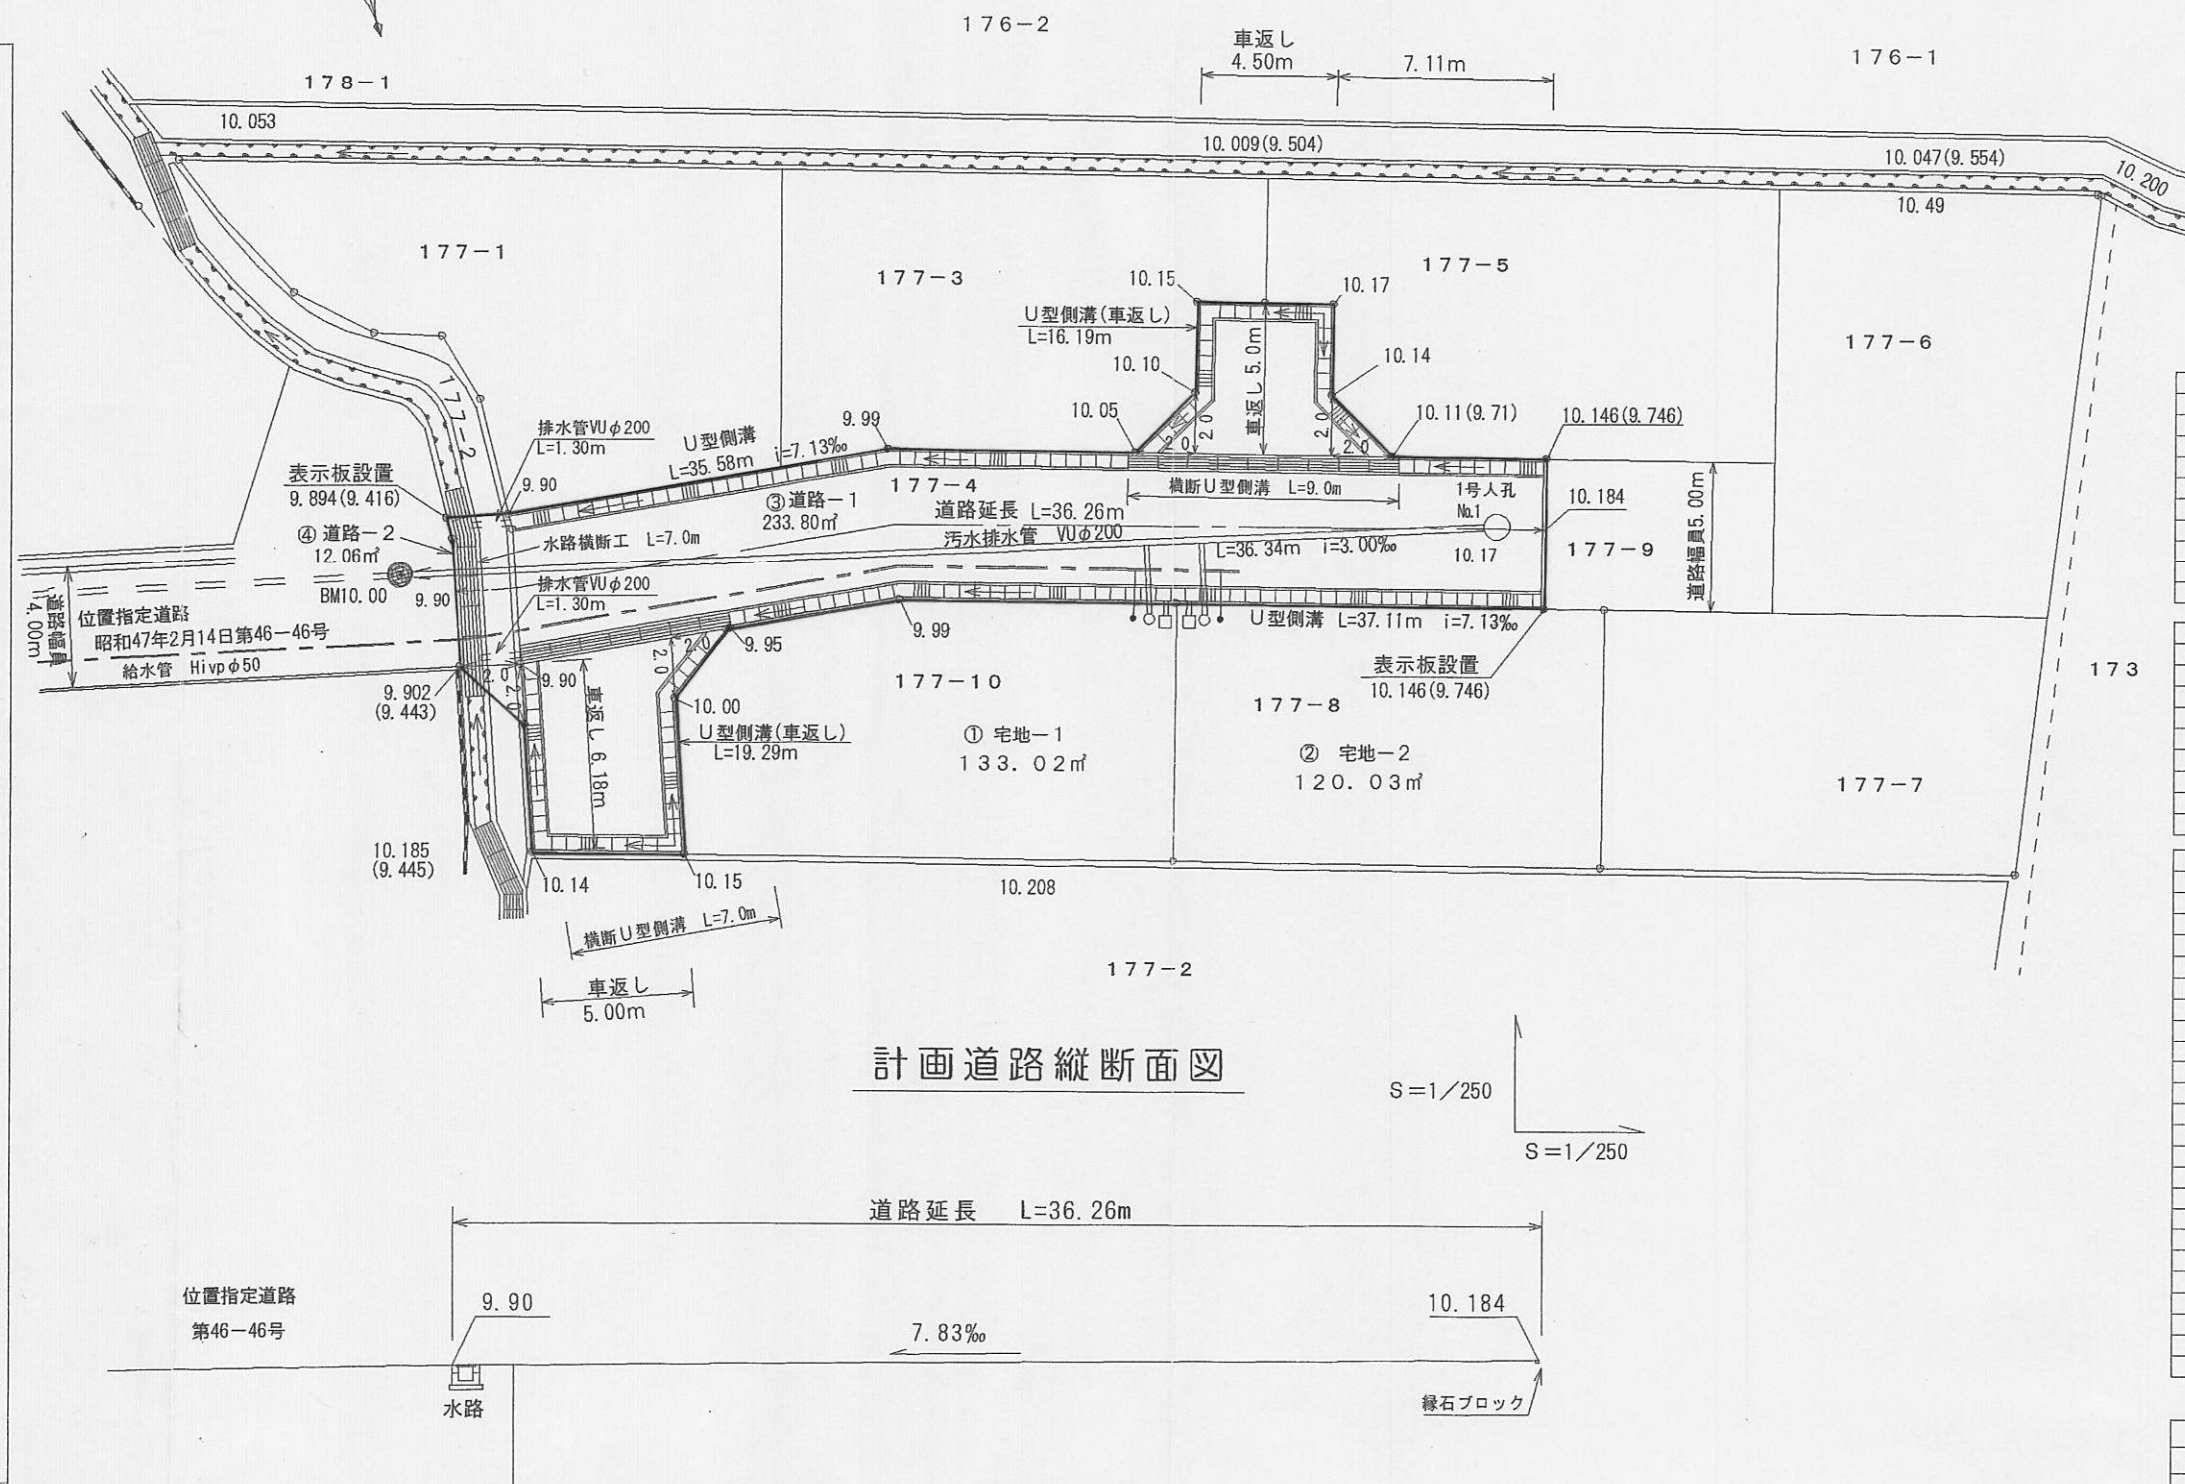 176-2
車返し
4.50m
7.11m
176-1
178-1
10.053
10.009(9.504)
10.047(9.554)
10.200
10.49
177-1
177-3
177-5
177-6
10.15
10.17
U型側溝(車返し)
L=16.19m
車返し 5.0m
10.10
10.14
2.0
2.0
2.0
2.0
10.05
10.11(9.71)
10.146(9.746)
177-2
排水管VUφ200
L=1.30m
U型側溝
L=35.58m i=7.13‰
9.99
表示板設置
9.894(9.416)
9.90
③道路-1
233.80㎡
177-4
横断U型側溝 L=9.0m
1号人孔
No.1
10.184
道路幅員5.00m
④ 道路-2
12.06㎡
水路横断工 L=7.0m
道路延長 L=36.26m
汚水排水管 VUφ200
L=36.34m i=3.00‰
10.17
177-9
BM10.00
9.90
排水管VUφ200
L=1.30m
道路幅員
4.00m
位置指定道路
昭和47年2月14日第46-46号
給水管 Hivpφ50
9.99
U型側溝 L=37.11m i=7.13‰
9.95
2.0
2.0
2.0
2.0
9.90
9.902
(9.443)
車返し 6.18m
10.00
U型側溝(車返し)
L=19.29m
177-10
① 宅地-1
133.02㎡
177-8
② 宅地-2
120.03㎡
表示板設置
10.146(9.746)
173
177-7
10.185
(9.445)
10.14
10.15
10.208
横断U型側溝 L=7.0m
車返し
5.00m
177-2
計画道路縦断面図
S=1/250
S=1/250
道路延長 L=36.26m
位置指定道路
第46-46号
9.90
7.83‰
10.184
水路
縁石ブロック